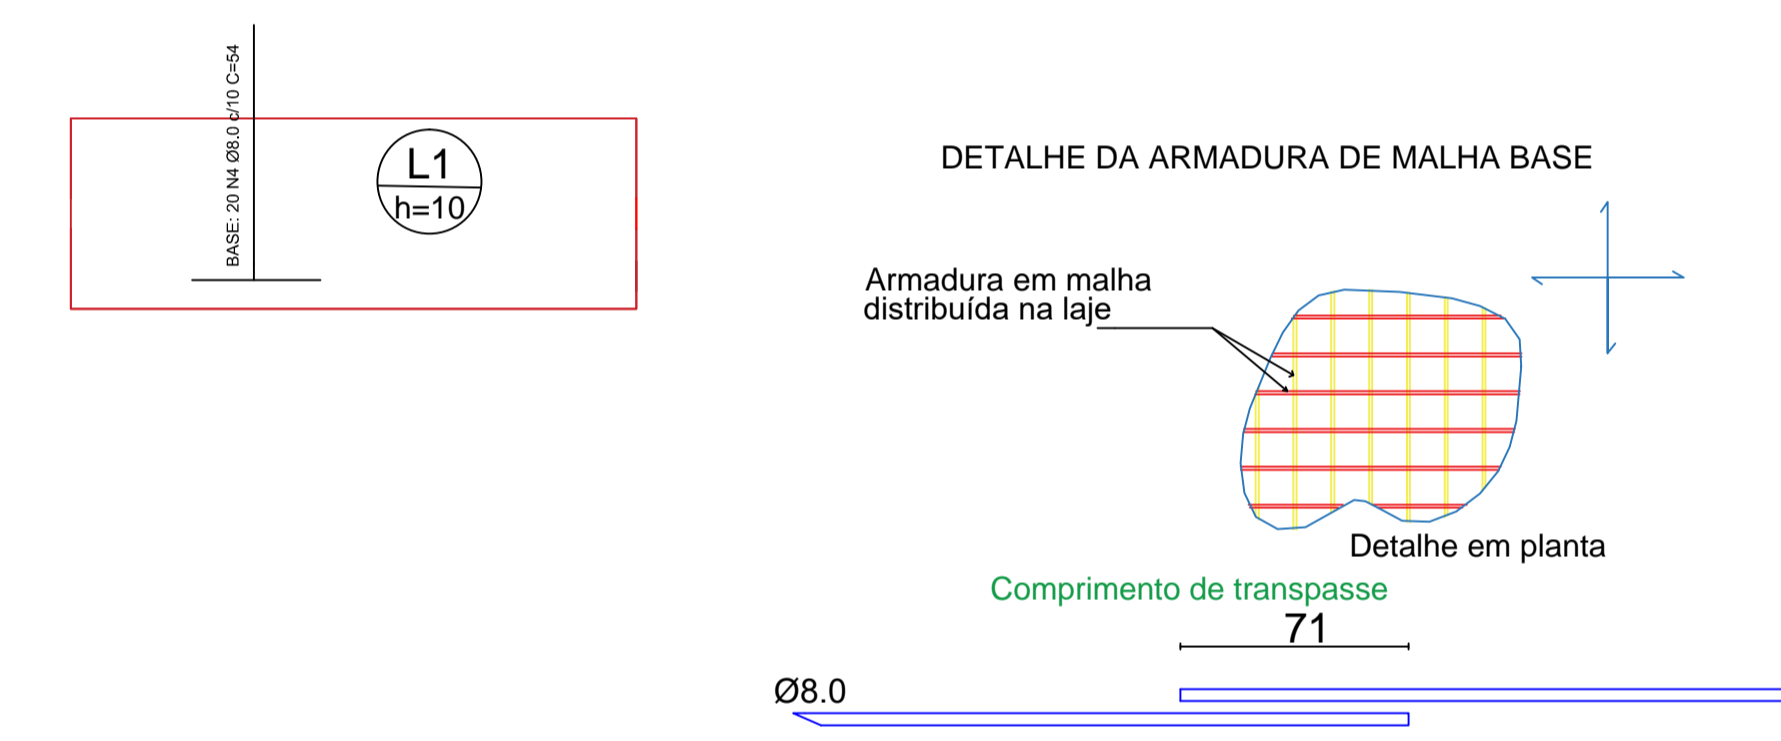 BASE: 20 N4 Ø8.0 c/10 C=54
L1
h=10
DETALHE DA ARMADURA DE MALHA BASE
Armadura em malha
distribuída na laje
Detalhe em planta
Comprimento de transpasse
71
Ø8.0